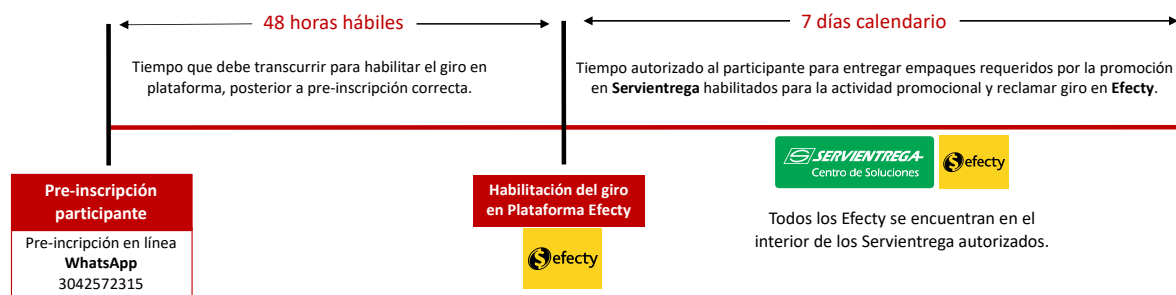 48 horas hábiles
7 días calendario
Tiempo que debe transcurrir para habilitar el giro en
plataforma, posterior a pre-inscripción correcta.
Tiempo autorizado al participante para entregar empaques requeridos por la promoción
en Servientrega habilitados para la actividad promocional y reclamar giro en Efecty.
Pre-inscripción
participante
Pre-incripción en línea
WhatsApp
3042572315
Habilitación del giro
en Plataforma Efecty
efecty
SERVIENTREGA
Centro de Soluciones
efecty
Todos los Efecty se encuentran en el
interior de los Servientrega autorizados.